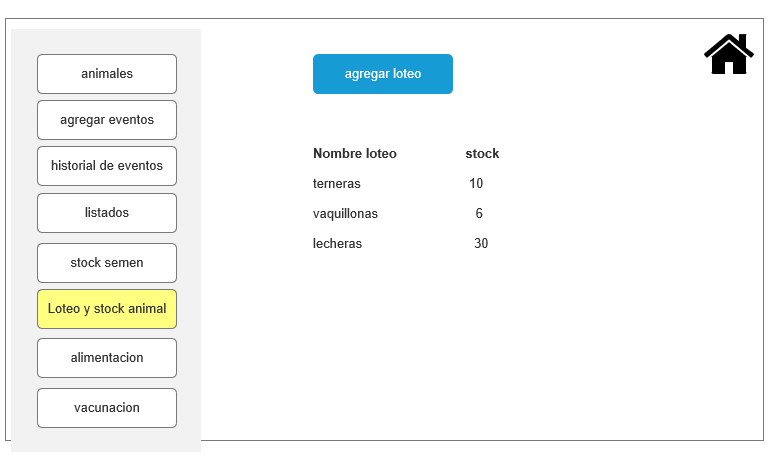 animales
agregar eventos
historial de eventos
listados
stock semen
Loteo y stock animal
alimentacion
vacunacion
agregar loteo
Nombre loteo stock
terneras 10
vaquillonas 6
lecheras 30